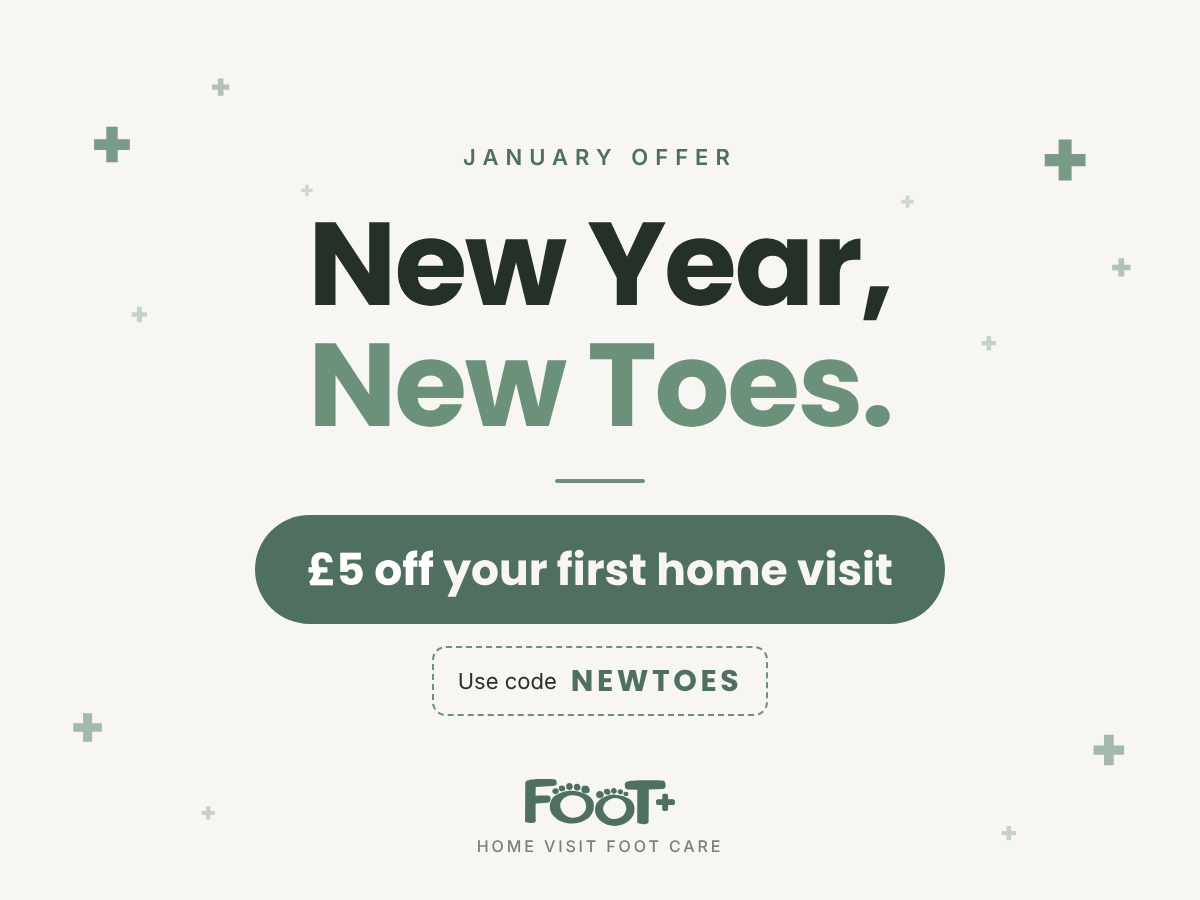 JANUARY OFFER
New Year,
New Toes.
£5 off your first home visit
Use code NEWTOES
FOOT+
HOME VISIT FOOT CARE